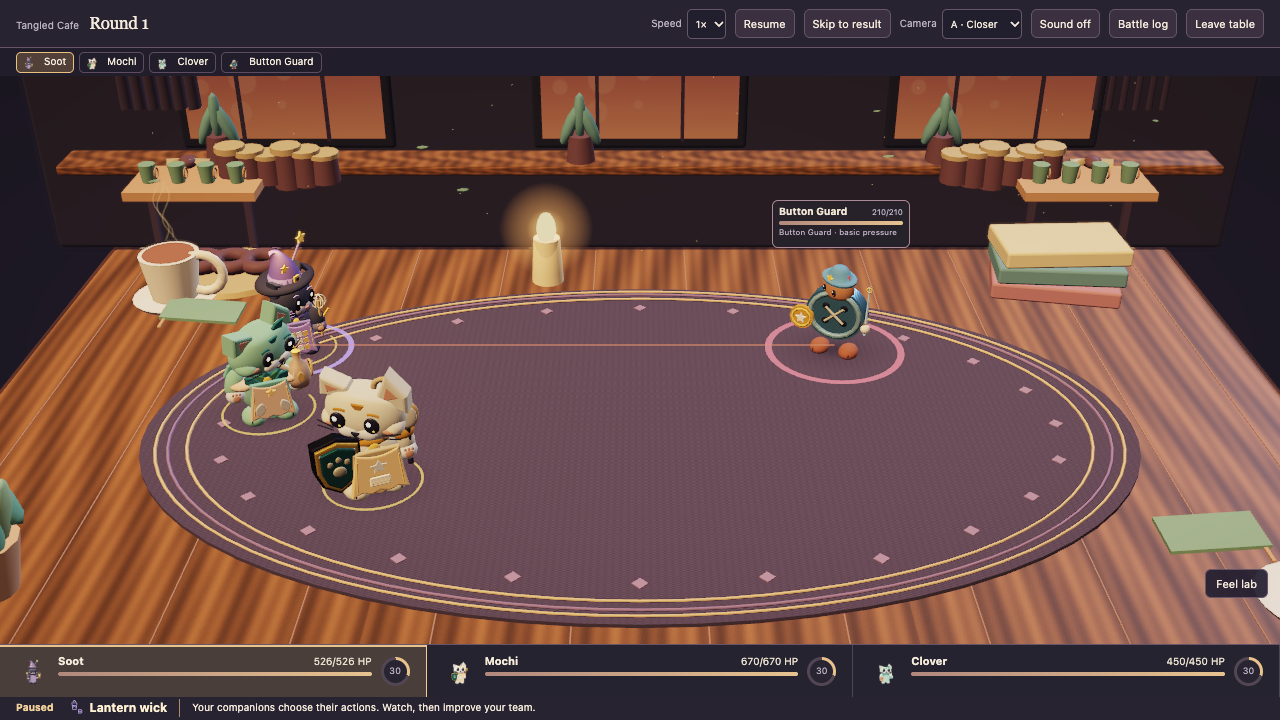 Tangled Cafe Round 1 Speed 1x Resume Skip to result Camera A · Closer Sound off Battle log Leave table
Soot Mochi Clover Button Guard
Button Guard 210/210
Button Guard · basic pressure
Feel lab
Soot 526/526 HP 30 Mochi 670/670 HP 30 Clover 450/450 HP 30
Paused Lantern wick Your companions choose their actions. Watch, then improve your team.